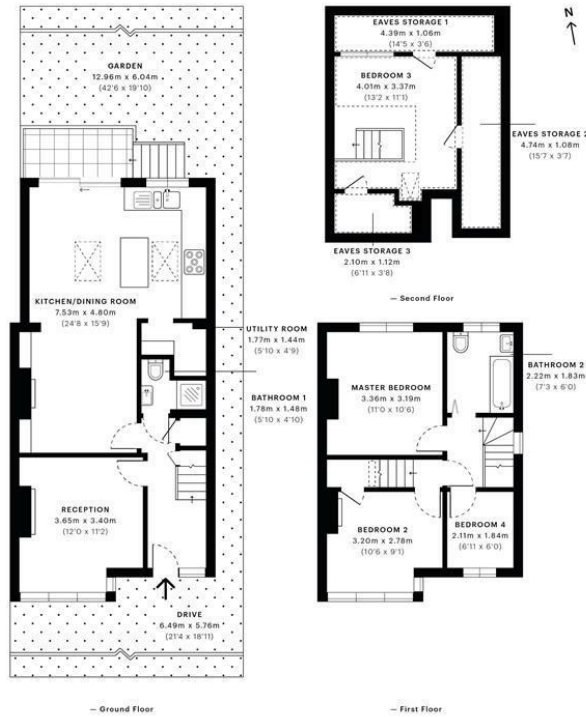 GARDEN
12.96m x 6.04m
(42'6 x 19'10)
KITCHEN/DINING ROOM
7.53m x 4.80m
(24'8 x 15'9)
UTILITY ROOM
1.77m x 1.44m
(5'10 x 4'9)
BATHROOM 1
1.78m x 1.48m
(5'10 x 4'10)
RECEPTION
3.65m x 3.40m
(12'0 x 11'2)
DRIVE
6.49m x 5.76m
(21'4 x 18'11)
— Ground Floor
N
EAVES STORAGE 1
4.39m x 1.06m
(14'5 x 3'6)
BEDROOM 3
4.01m x 3.37m
(13'2 x 11'1)
EAVES STORAGE 2
4.74m x 1.08m
(15'7 x 3'7)
EAVES STORAGE 3
2.10m x 1.12m
(6'11 x 3'8)
— Second Floor
MASTER BEDROOM
3.36m x 3.19m
(11'0 x 10'6)
BATHROOM 2
2.22m x 1.83m
(7'3 x 6'0)
BEDROOM 2
3.20m x 2.78m
(10'6 x 9'1)
BEDROOM 4
2.11m x 1.84m
(6'11 x 6'0)
— First Floor